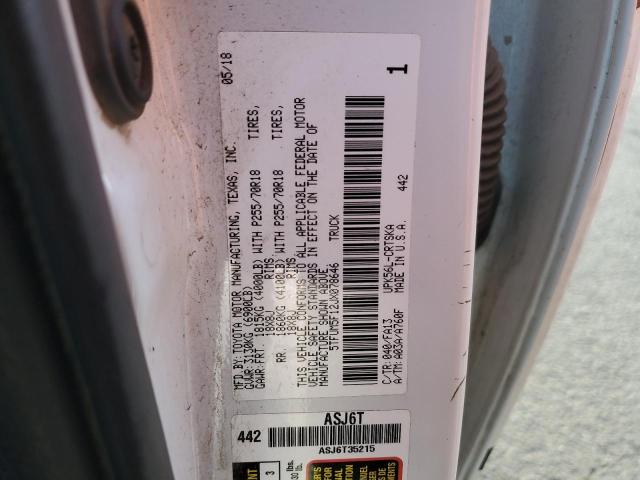 MFD.BY: TOYOTA MOTOR MANUFACTURING, TEXAS, INC. 05/18
GVWR: 3130KG (6900LB)
GAWR: FRT. 1815KG (4000LB) WITH P255/70R18 TIRES,
18X8J RIMS,
RR. 1860KG (4100LB) WITH P255/70R18 TIRES,
18X8J RIMS,
THIS VEHICLE CONFORMS TO ALL APPLICABLE FEDERAL MOTOR
VEHICLE SAFETY STANDARDS IN EFFECT ON THE DATE OF
MANUFACTURE SHOWN ABOVE.
5TFUM5F12JX078646 TRUCK
C/TR: 040/FA13 UPK56L-CRTSKA
A/TM: A03A/A760F MADE IN U.S.A. 442
1
442
ASJ6T
ASJ6T35215
3
lbs.
lb.